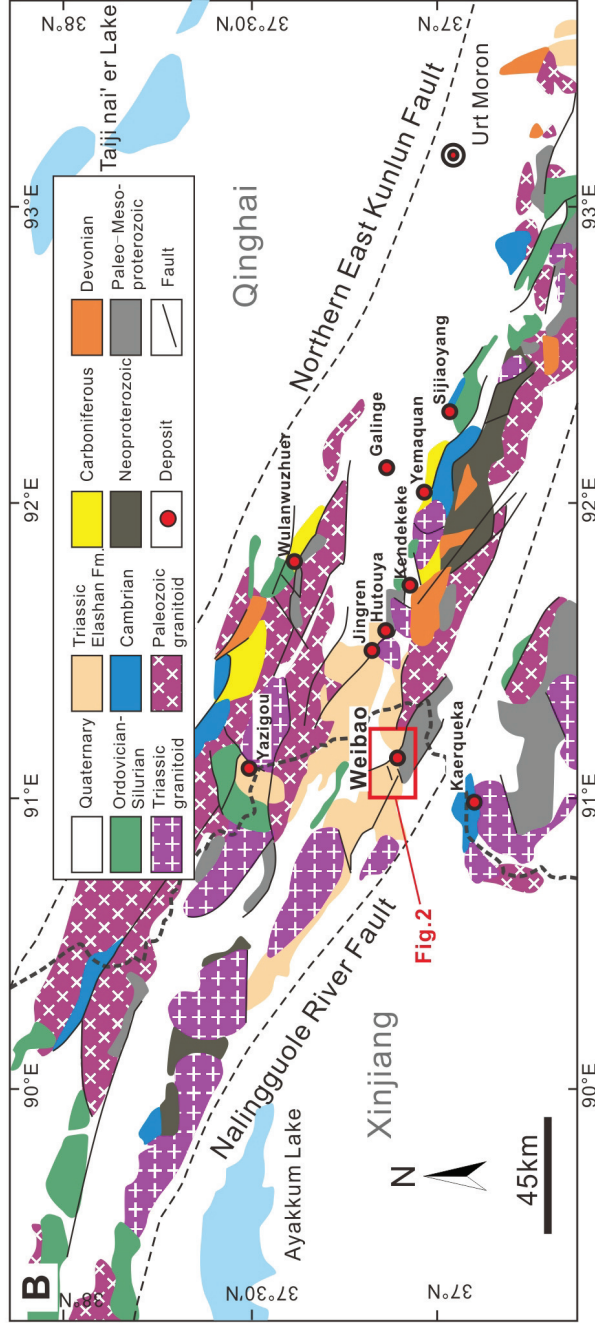 B
90°E
91°E
92°E
93°E
38°N
37°30'N
37°N
38°N
37°30'N
37°N
90°E
91°E
92°E
93°E
Quaternary
Triassic
Elashan Fm.
Carboniferous
Devonian
Ordovician-
Silurian
Cambrian
Neoproterozoic
Paleo-Meso-
proterozoic
Triassic
granitoid
Paleozoic
granitoid
Deposit
Fault
Taiji nai' er Lake
Qinghai
Northern East Kunlun Fault
Urt Moron
Wulanwuzhuer
Galinge
Yemaquan
Sijiaoyang
Kendekeke
Hutouya
Jingren
Yazigou
Weibao
Kaerqueka
Fig.2
Nalingguole River Fault
Xinjiang
Ayakkum Lake
N
45km